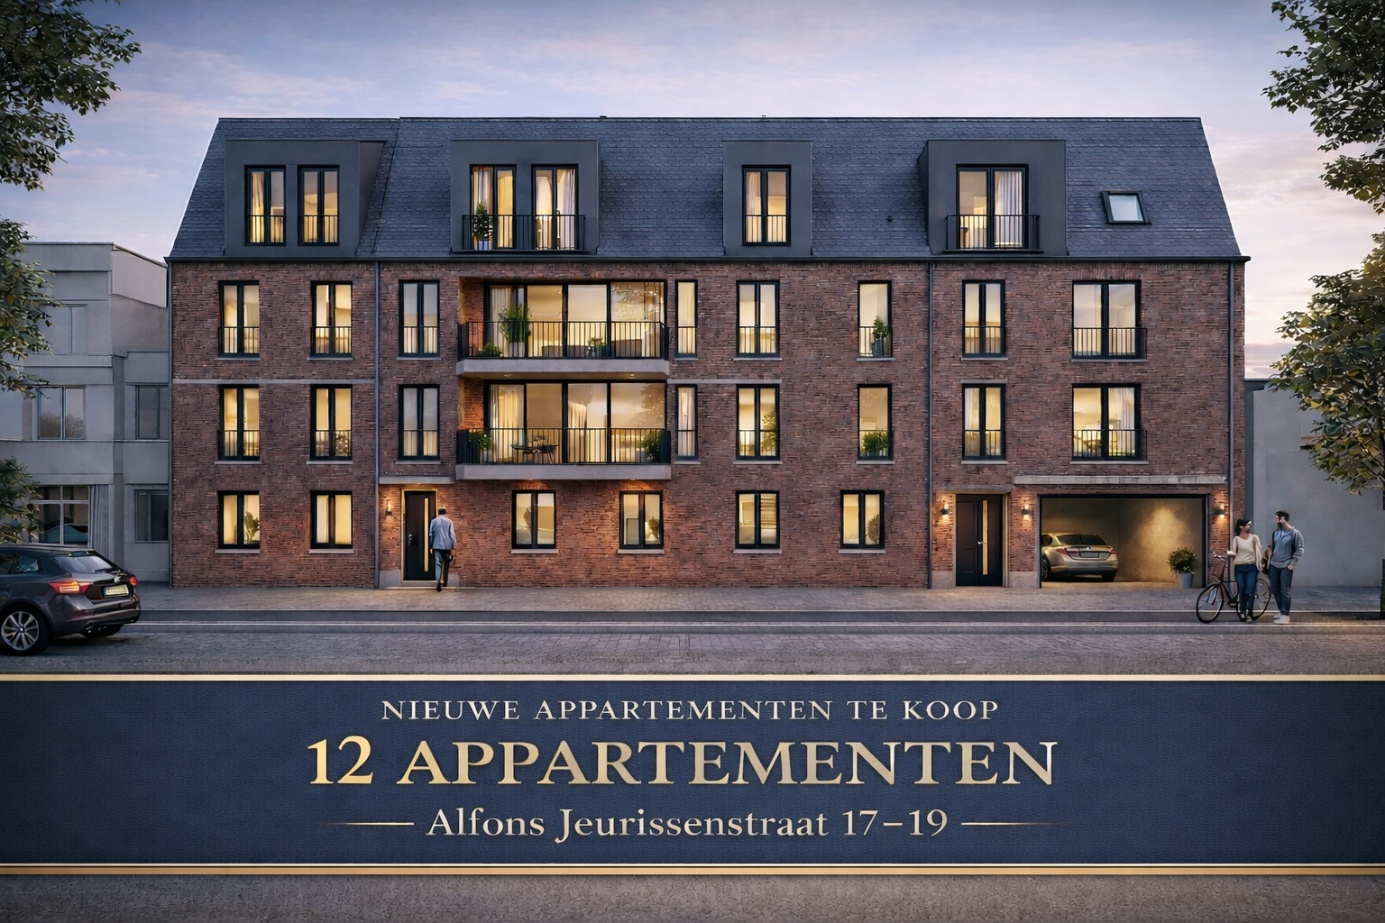 NIEUWE APPARTEMENTEN TE KOOP
12 APPARTEMENTEN
Alfons Jeurissenstraat 17–19